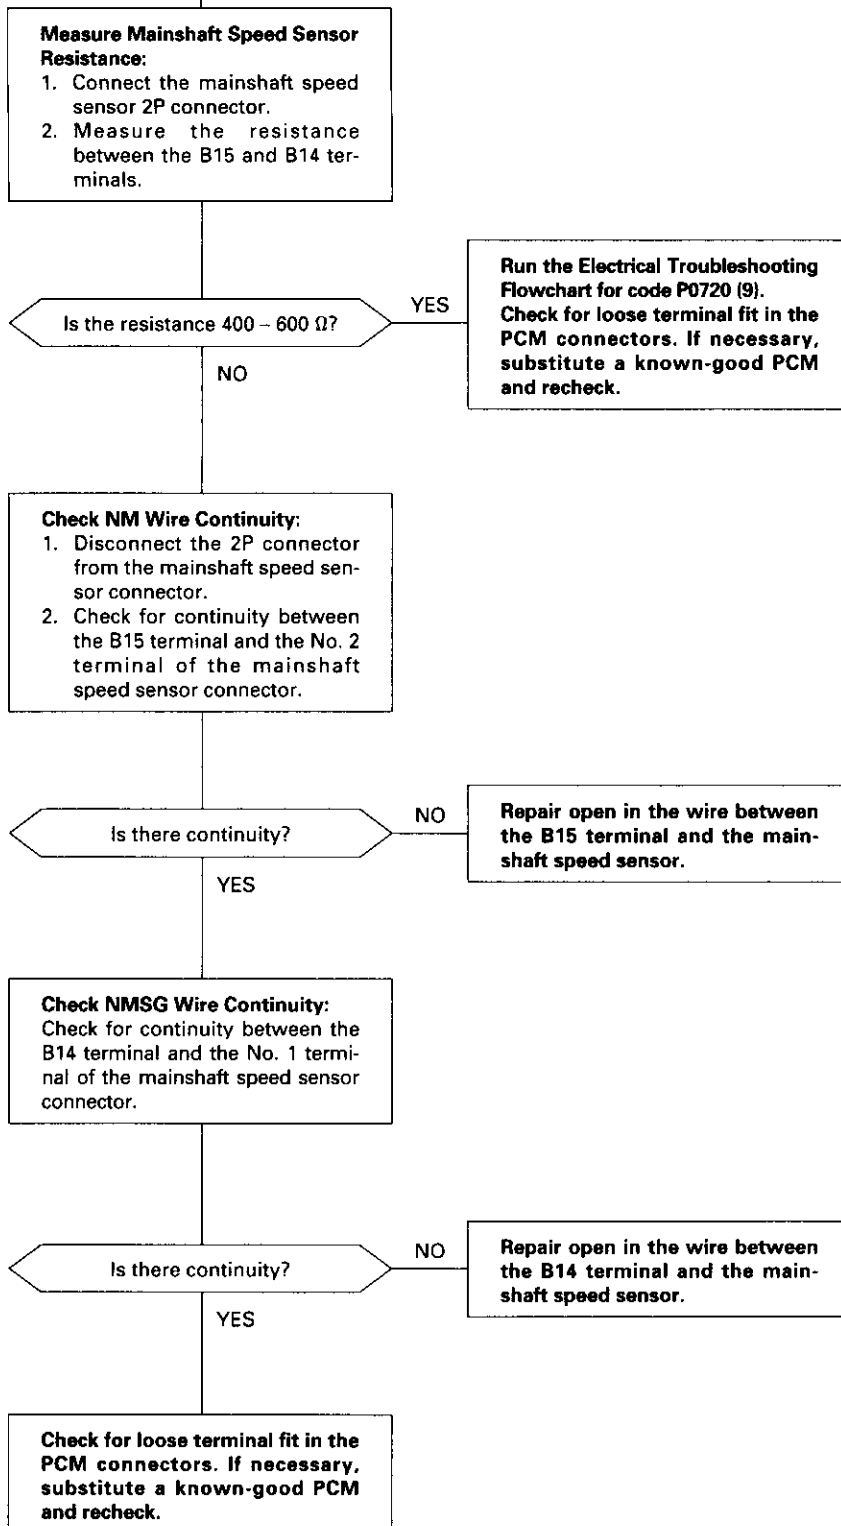 Measure Mainshaft Speed Sensor
Resistance:
1. Connect the mainshaft speed
sensor 2P connector.
2. Measure the resistance
between the B15 and B14 ter-
minals.
Is the resistance 400 – 600 Ω?
YES
Run the Electrical Troubleshooting
Flowchart for code P0720 (9).
Check for loose terminal fit in the
PCM connectors. If necessary,
substitute a known-good PCM
and recheck.
NO
Check NM Wire Continuity:
1. Disconnect the 2P connector
from the mainshaft speed sen-
sor connector.
2. Check for continuity between
the B15 terminal and the No. 2
terminal of the mainshaft
speed sensor connector.
Is there continuity?
NO
Repair open in the wire between
the B15 terminal and the main-
shaft speed sensor.
YES
Check NMSG Wire Continuity:
Check for continuity between the
B14 terminal and the No. 1 termi-
nal of the mainshaft speed sensor
connector.
Is there continuity?
NO
Repair open in the wire between
the B14 terminal and the main-
shaft speed sensor.
YES
Check for loose terminal fit in the
PCM connectors. If necessary,
substitute a known-good PCM
and recheck.